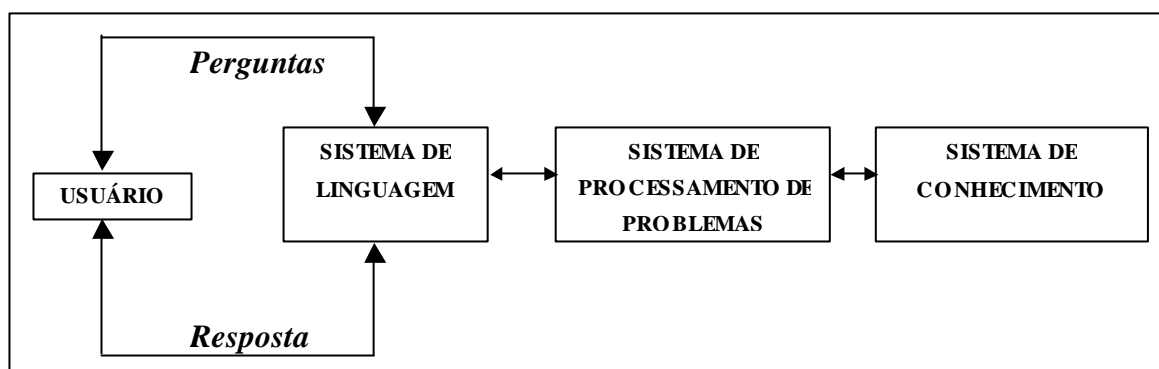 Perguntas
USUÁRIO
SISTEMA DE
LINGUAGEM
SISTEMA DE
PROCESSAMENTO DE
PROBLEMAS
SISTEMA DE
CONHECIMENTO
Resposta